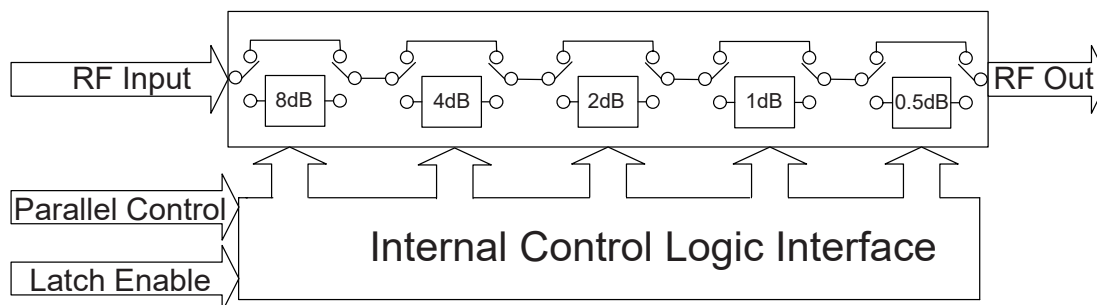 RF Input
8dB
4dB
2dB
1dB
0.5dB
RF Out
Parallel Control
Internal Control Logic Interface
Latch Enable